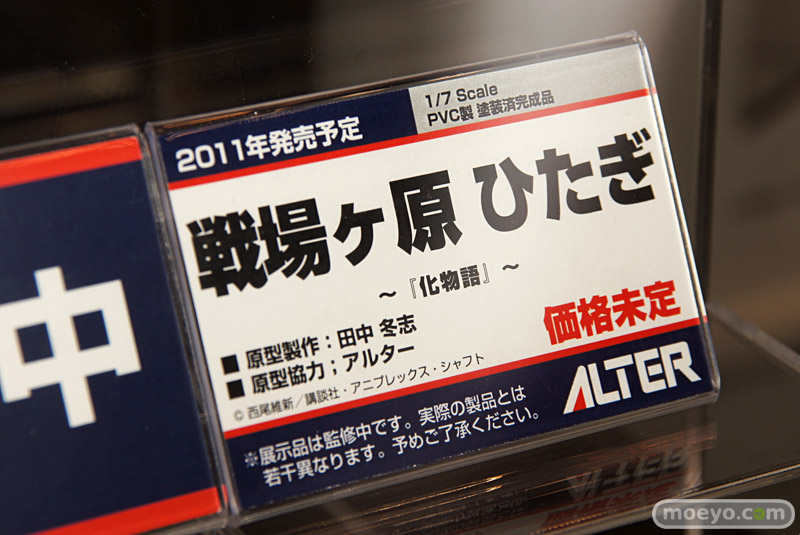 2011年発売予定
1/7 Scale
PVC製 塗装済完成品
戦場ヶ原 ひたぎ
～『化物語』～
■ 原型製作：田中 冬志
■ 原型協力；アルター
価格未定
© 西尾維新／講談社・アニプレックス・シャフト
ALTER
※展示品は監修中です。実際の製品とは
若干異なります。予めご了承ください。
中
moeyo.com